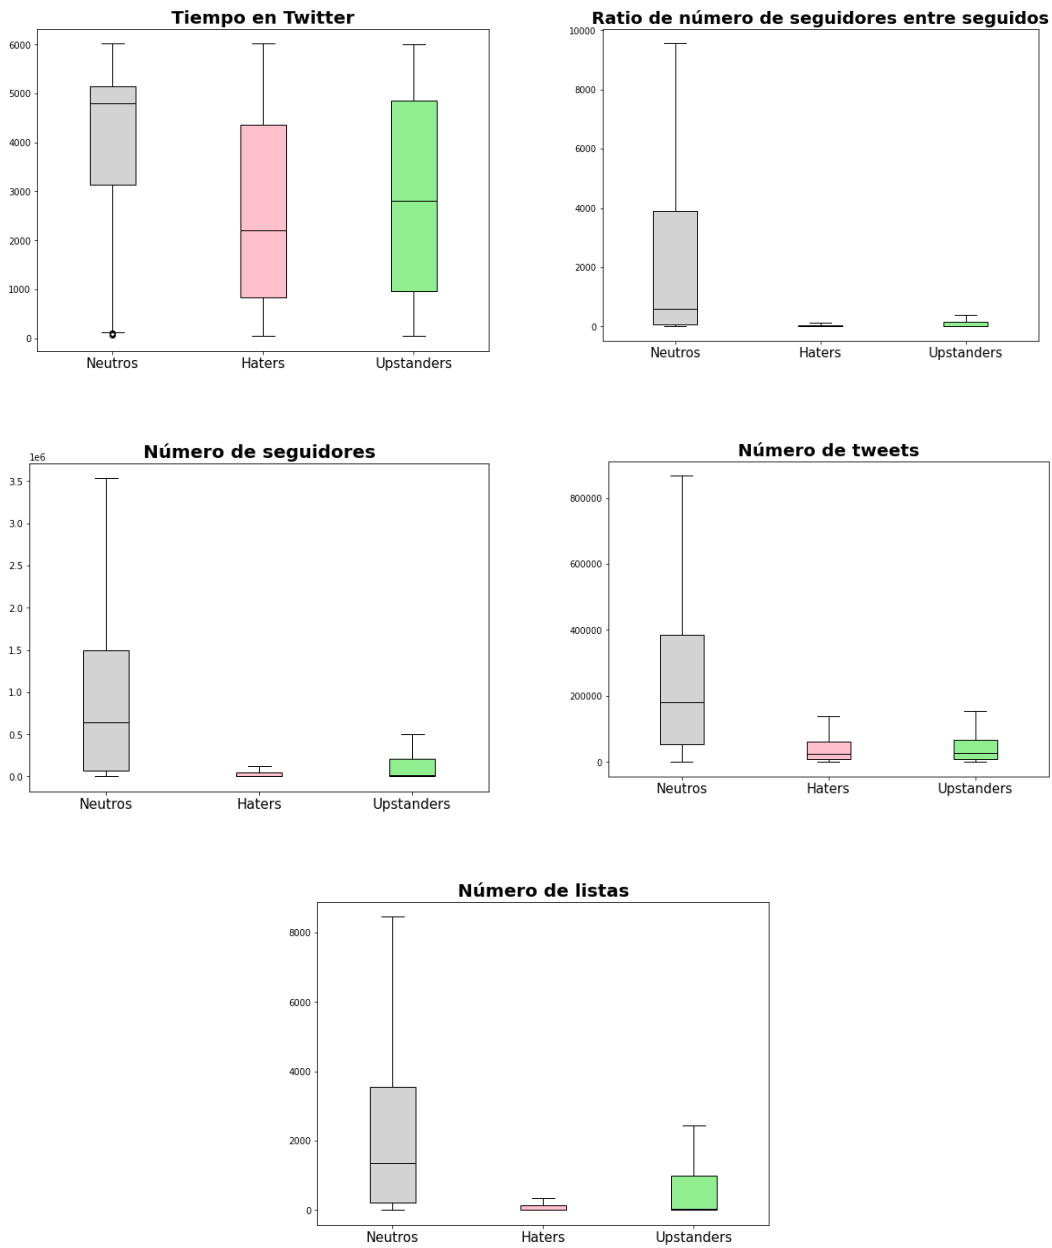 Tiempo en Twitter
6000
5000
4000
3000
2000
1000
0
Neutros Haters Upstanders
Ratio de número de seguidores entre seguidos
10000
8000
6000
4000
2000
0
Neutros Haters Upstanders
Número de seguidores
1e6
3.5
3.0
2.5
2.0
1.5
1.0
0.5
0.0
Neutros Haters Upstanders
Número de tweets
800000
600000
400000
200000
0
Neutros Haters Upstanders
Número de listas
8000
6000
4000
2000
0
Neutros Haters Upstanders